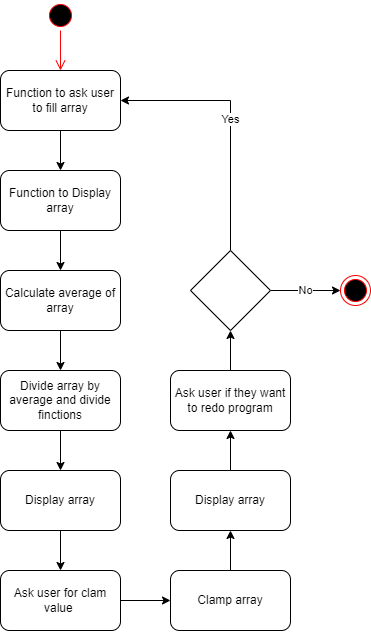 Function to ask user
to fill array
Function to Display
array
Calculate average of
array
Divide array by
average and divide
finctions
Display array
Ask user for clam
value
Clamp array
Display array
Ask user if they want
to redo program
Yes
No